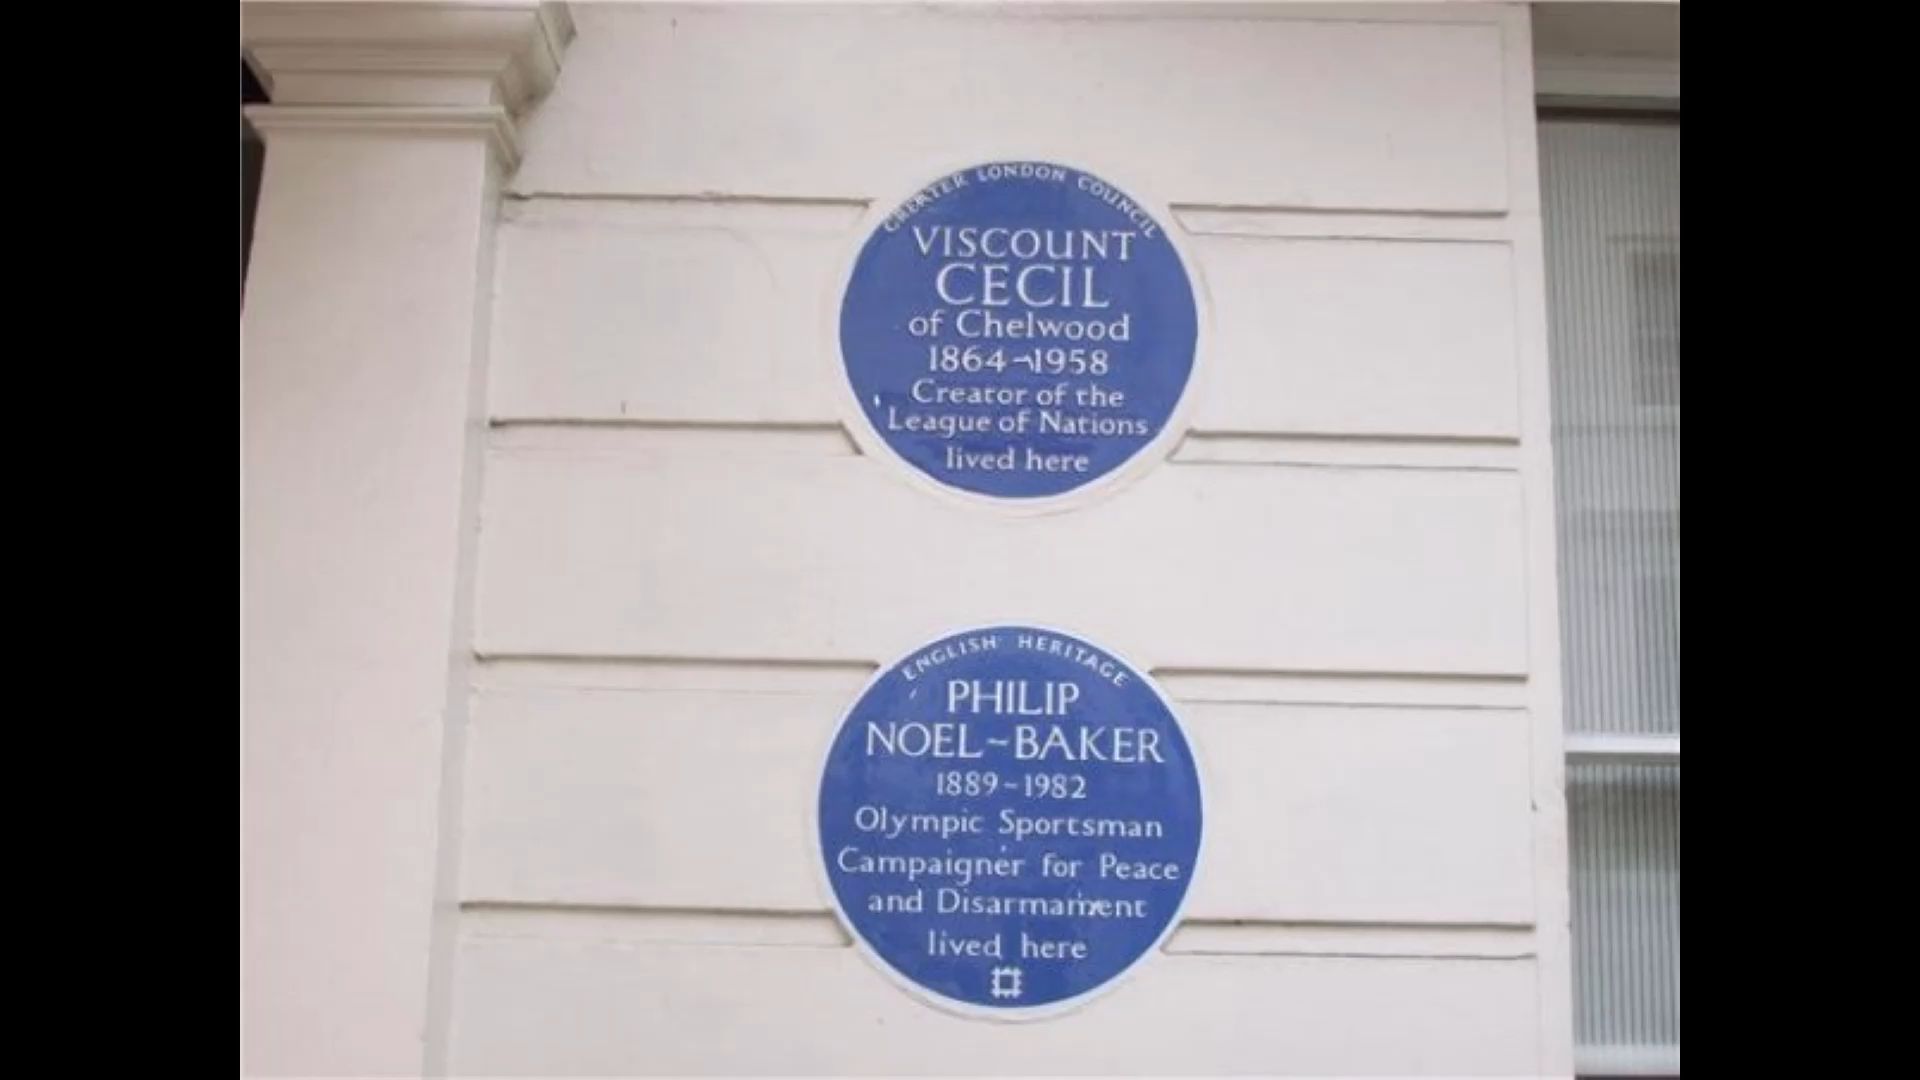 GREATER LONDON COUNCIL
VISCOUNT
CECIL
of Chelwood
1864-1958
Creator of the
League of Nations
lived here
ENGLISH HERITAGE
PHILIP
NOEL-BAKER
1889-1982
Olympic Sportsman
Campaigner for Peace
and Disarmament
lived here